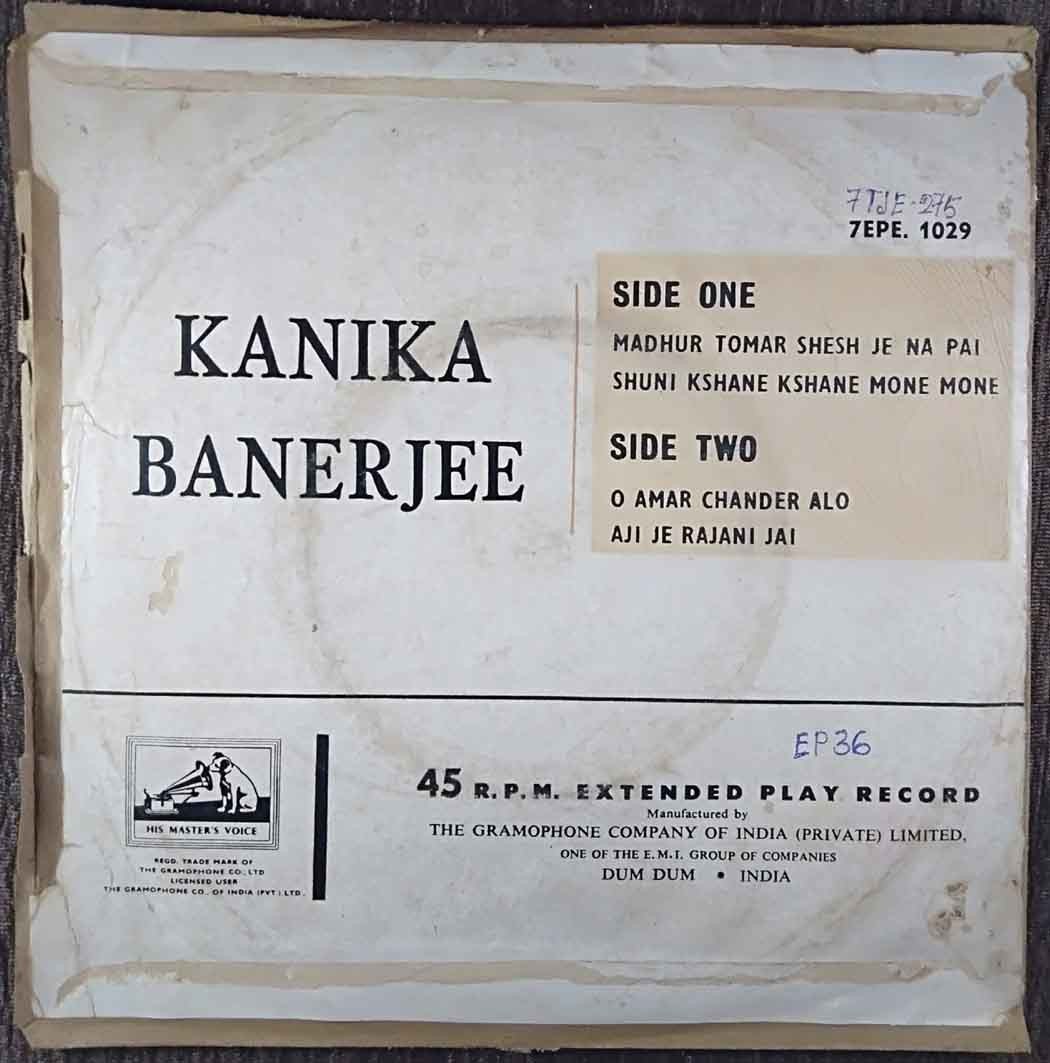 7TJE-275
7EPE. 1029
KANIKA
BANERJEE
SIDE ONE
MADHUR TOMAR SHESH JE NA PAI
SHUNI KSHANE KSHANE MONE MONE
SIDE TWO
O AMAR CHANDER ALO
AJI JE RAJANI JAI
EP36
HIS MASTER'S VOICE
REGD. TRADE MARK OF
THE GRAMOPHONE CO., LTD
LICENSED USER
THE GRAMOPHONE CO., OF INDIA (PVT.) LTD.
45 R.P.M. EXTENDED PLAY RECORD
Manufactured by
THE GRAMOPHONE COMPANY OF INDIA (PRIVATE) LIMITED,
ONE OF THE E.M.I. GROUP OF COMPANIES
DUM DUM • INDIA